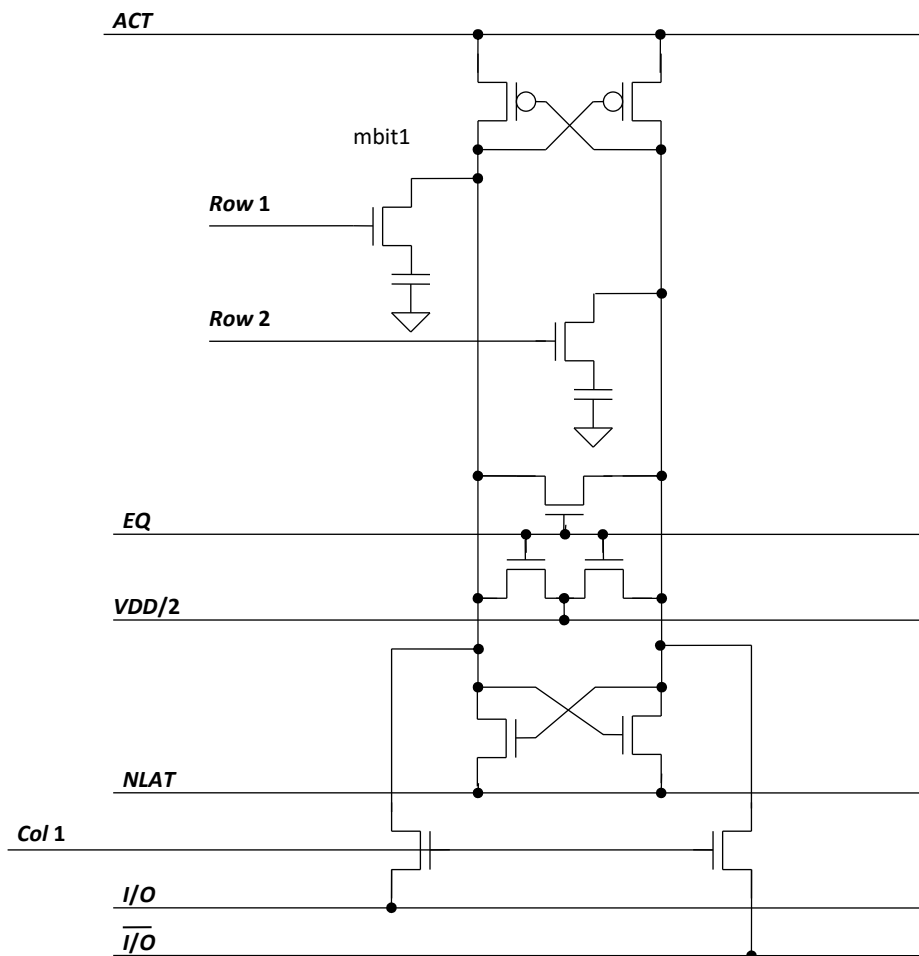 ACT
mbit1
Row 1
Row 2
EQ
VDD/2
NLAT
Col 1
I/O
I/O